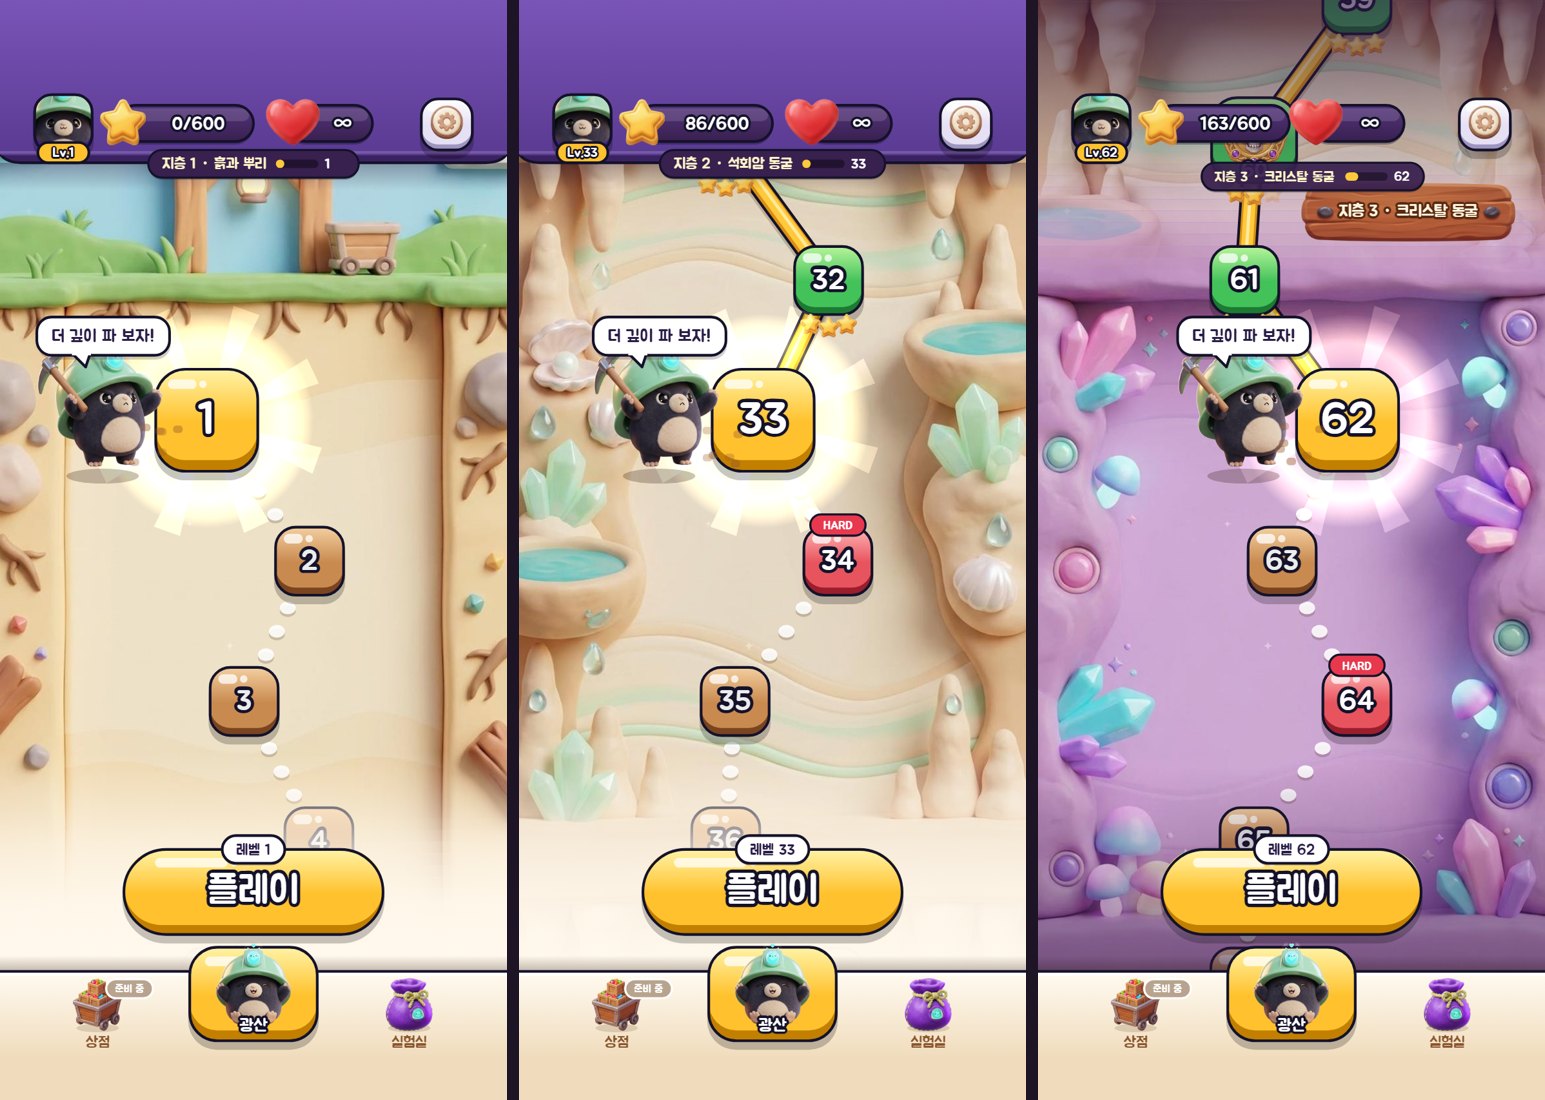 Lv.1
0/600
∞
지층 1 • 흙과 뿌리
1
더 깊이 파 보자!
1
2
3
4
레벨 1
플레이
준비 중
상점
광산
실험실
Lv.33
86/600
∞
지층 2 • 석회암 동굴
33
32
더 깊이 파 보자!
33
HARD
34
35
36
레벨 33
플레이
준비 중
상점
광산
실험실
59
Lv.62
163/600
∞
지층 3 • 크리스탈 동굴
62
지층 3 • 크리스탈 동굴
61
더 깊이 파 보자!
62
63
HARD
64
65
레벨 62
플레이
준비 중
상점
광산
실험실